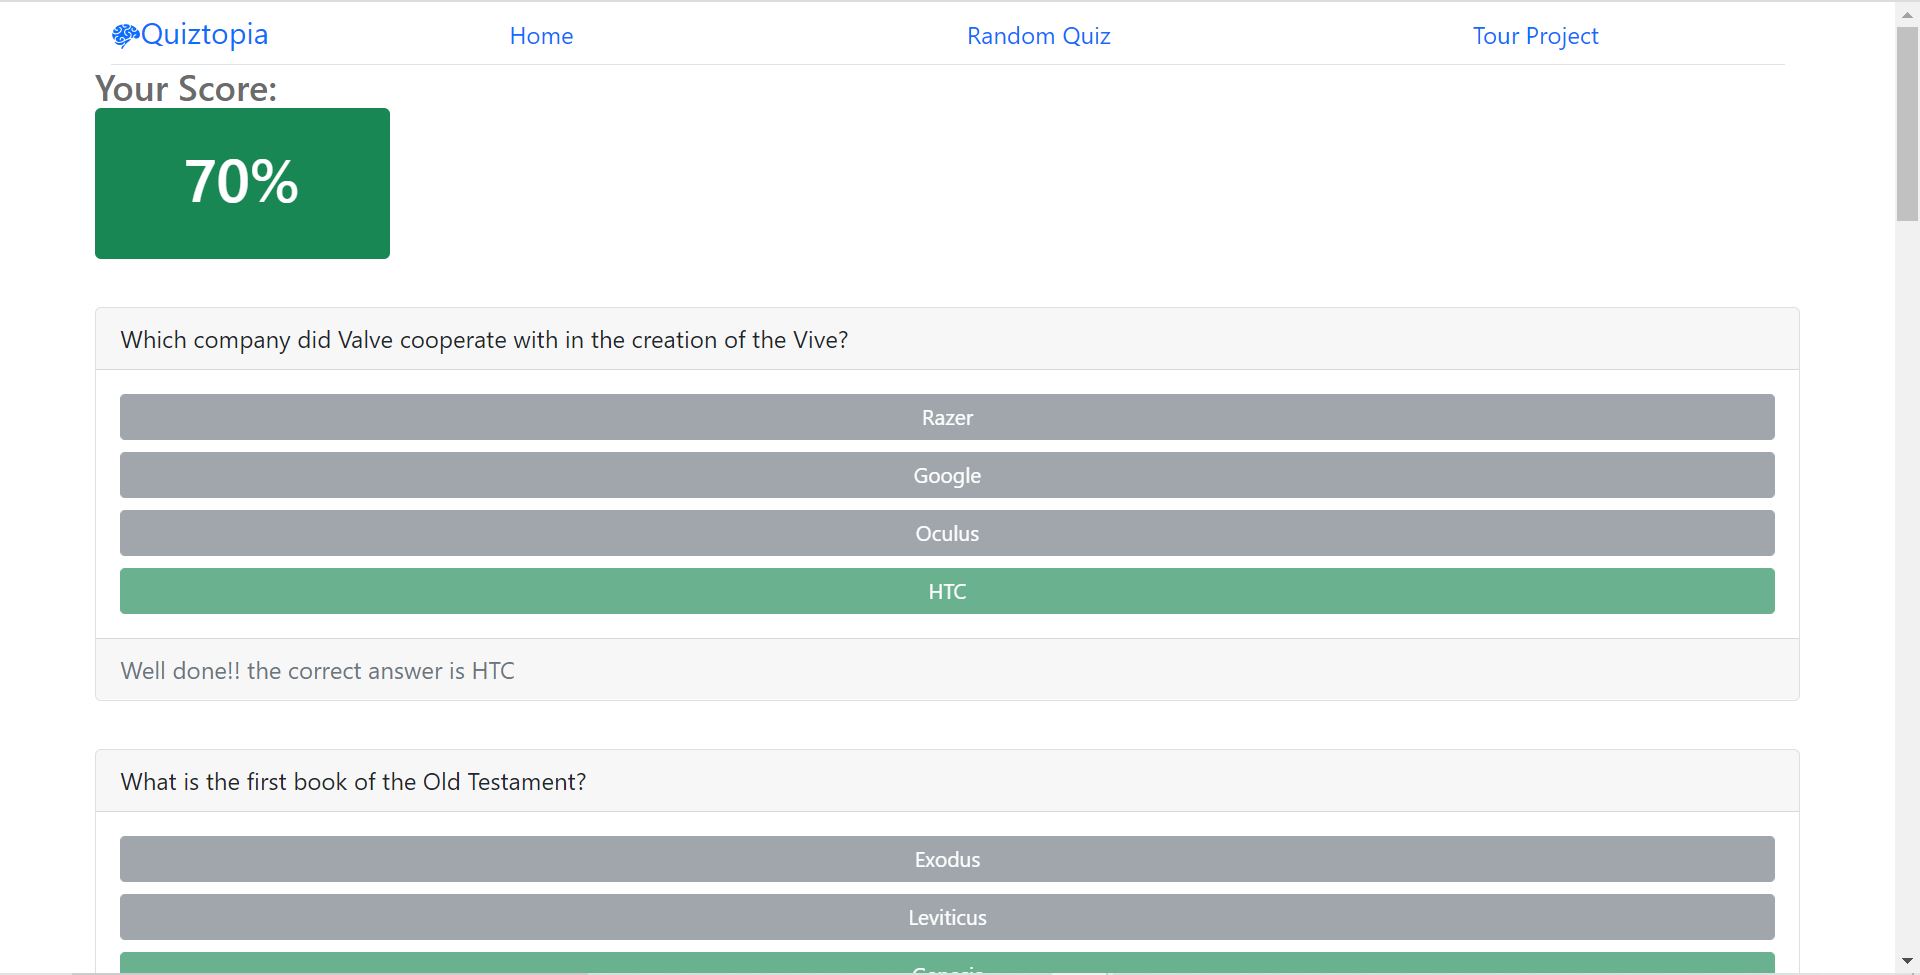 Quiztopia Home Random Quiz Tour Project
Your Score:
70%
Which company did Valve cooperate with in the creation of the Vive?
Razer
Google
Oculus
HTC
Well done!! the correct answer is HTC
What is the first book of the Old Testament?
Exodus
Leviticus
Genesis